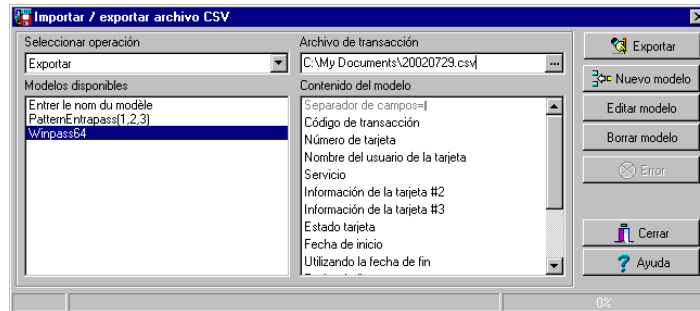 Importar / exportar archivo CSV
Seleccionar operación
Archivo de transacción
Exportar
C:\My Documents\20020729.csv
...
Exportar
Modelos disponibles
Contenido del modelo
Nuevo modelo
Entrer le nom du modèle
PatternEntrapass(1,2,3)
Winpass64
Separador de campos=|
Código de transacción
Número de tarjeta
Nombre del usuario de la tarjeta
Servicio
Información de la tarjeta #2
Información de la tarjeta #3
Estado tarjeta
Fecha de inicio
Utilizando la fecha de fin
Editar modelo
Borrar modelo
Error
Cerrar
Ayuda
0%